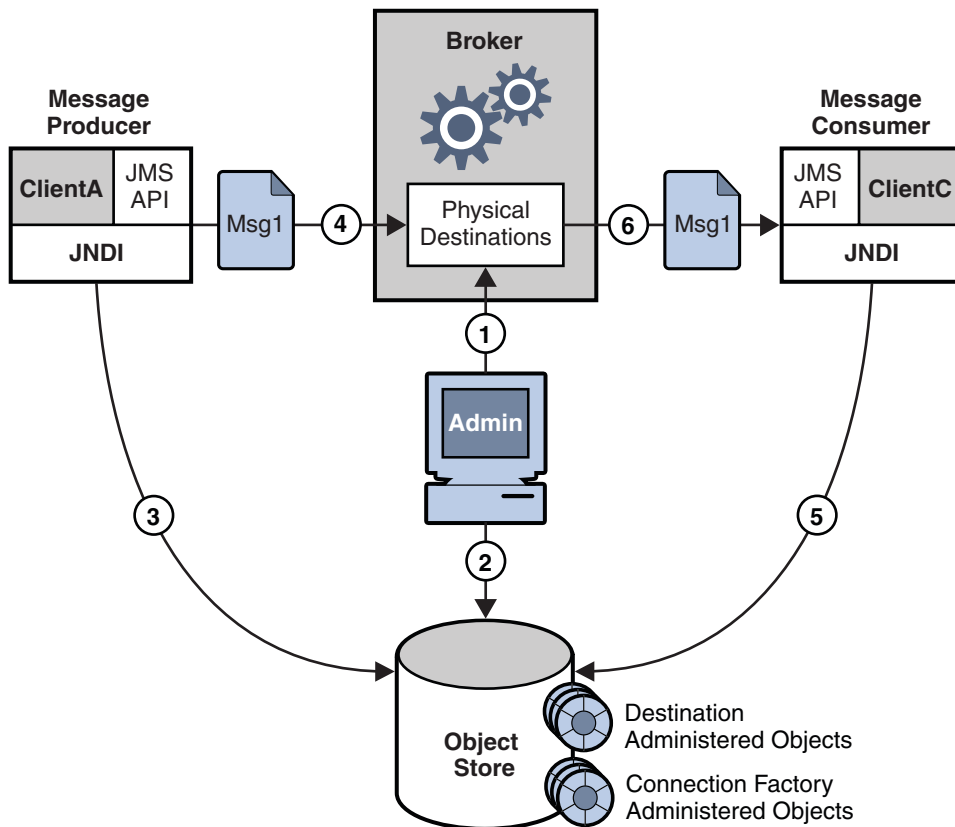 Broker
Message
Producer
Message
Consumer
ClientA
JMS
API
JNDI
Msg1
4
Physical
Destinations
6
Msg1
JMS
API
ClientC
JNDI
1
Admin
3
5
2
Object
Store
Destination
Administered Objects
Connection Factory
Administered Objects